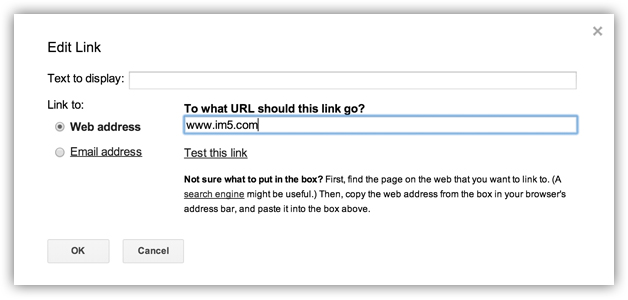 Edit Link
Text to display:
Link to:
To what URL should this link go?
Web address
www.im5.com
Email address
Test this link
Not sure what to put in the box? First, find the page on the web that you want to link to. (A
search engine might be useful.) Then, copy the web address from the box in your browser's
address bar, and paste it into the box above.
OK
Cancel